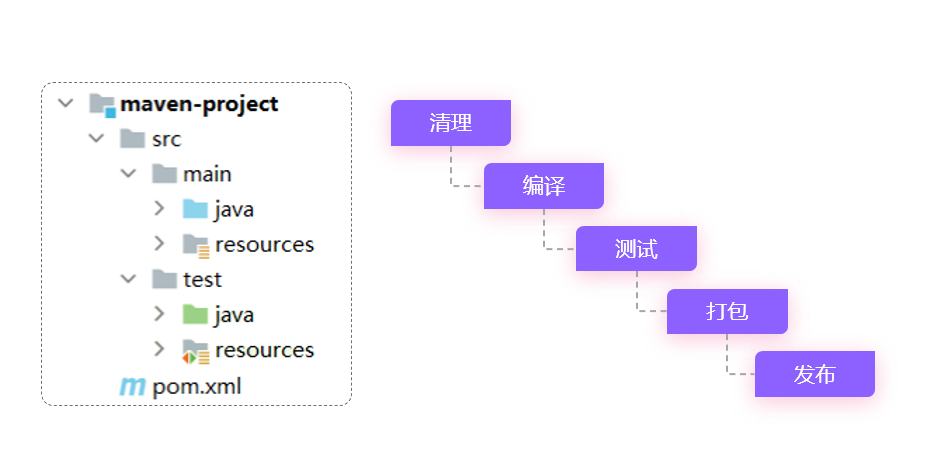 maven-project
src
main
java
resources
test
java
resources
pom.xml
清理
编译
测试
打包
发布